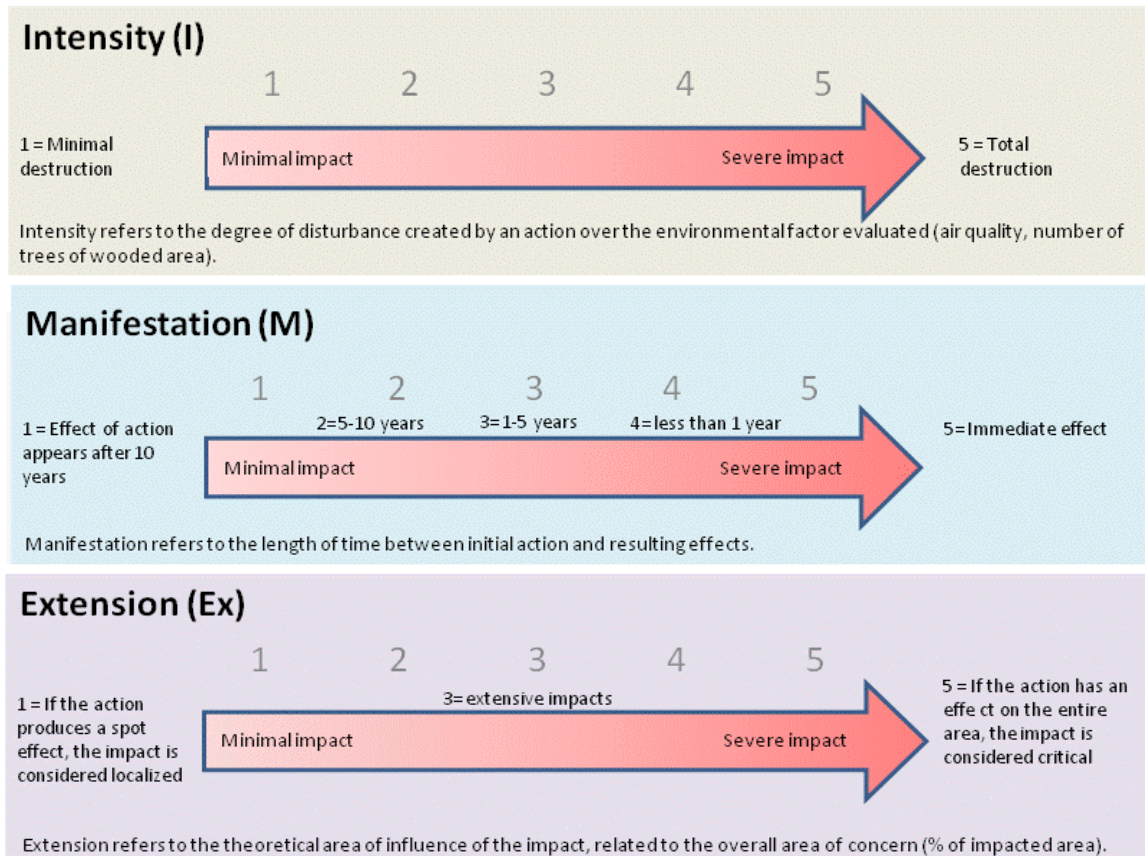 Intensity (I)
1 2 3 4 5
1 = Minimal
destruction
Minimal impact
Severe impact
5 = Total
destruction
Intensity refers to the degree of disturbance created by an action over the environmental factor evaluated (air quality, number of
trees of wooded area).
Manifestation (M)
1 2 3 4 5
2=5-10 years
3=1-5 years
4=less than 1 year
1 = Effect of action
appears after 10
years
Minimal impact
Severe impact
5= Immediate effect
Manifestation refers to the length of time between initial action and resulting effects.
Extension (Ex)
1 2 3 4 5
3= extensive impacts
1 = If the action
produces a spot
effect, the impact is
considered localized
Minimal impact
Severe impact
5 = If the action has an
effect on the entire
area, the impact is
considered critical
Extension refers to the theoretical area of influence of the impact, related to the overall area of concern (% of impacted area).